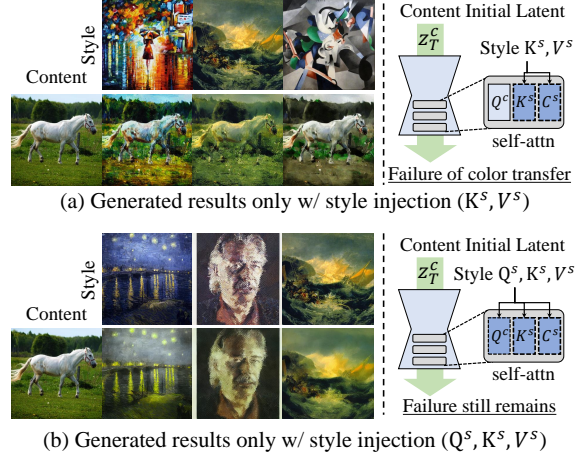 Style
Content
Content Initial Latent
z_T^C
Style K^s, V^s
Q^c K^s C^s
self-attn
Failure of color transfer
(a) Generated results only w/ style injection (K^s, V^s)
Style
Content
Content Initial Latent
z_T^C
Style Q^s, K^s, V^s
Q^c K^s C^s
self-attn
Failure still remains
(b) Generated results only w/ style injection (Q^s, K^s, V^s)